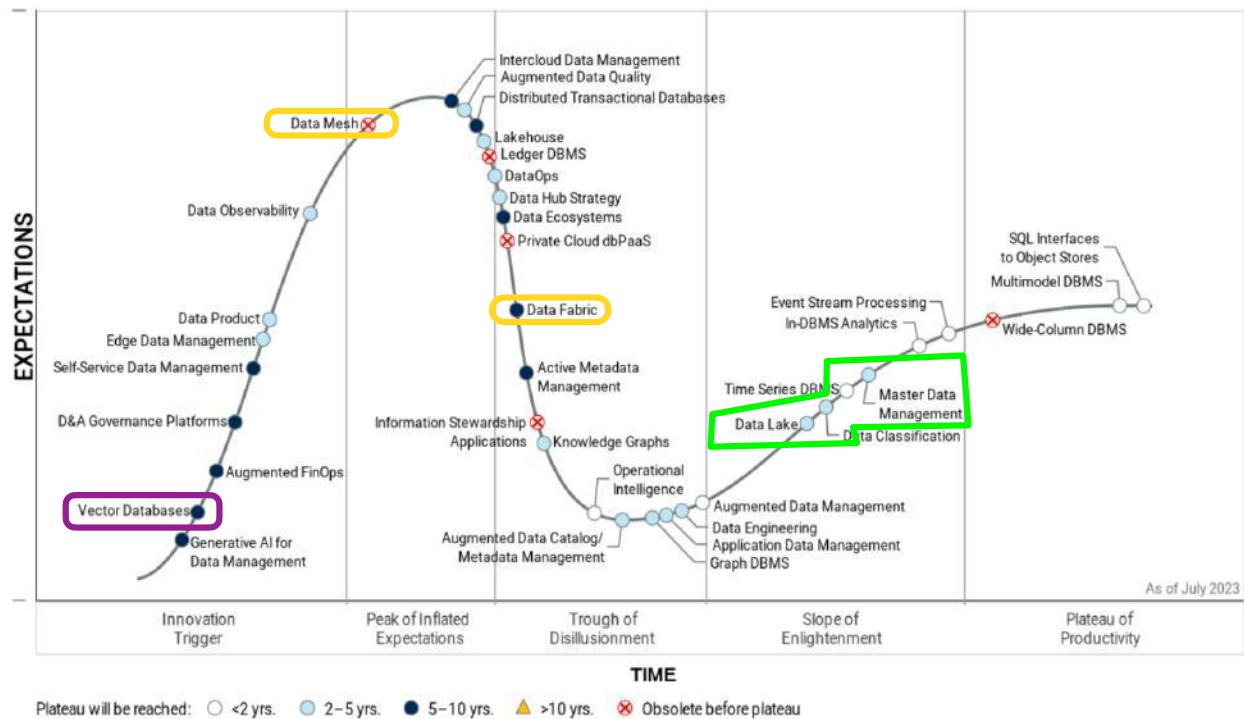 Intercloud Data Management
Augmented Data Quality
Distributed Transactional Databases
Data Mesh
Lakehouse
Ledger DBMS
DataOps
Data Hub Strategy
Data Observability
Data Ecosystems
Private Cloud dbPaaS
SQL Interfaces
to Object Stores
Multimodel DBMS
Event Stream Processing
Data Fabric
In-DBMS Analytics
Wide-Column DBMS
Data Product
Edge Data Management
Self-Service Data Management
Active Metadata
Management
Time Series DBMS
Master Data
Management
D&A Governance Platforms
Information Stewardship
Applications
Knowledge Graphs
Data Lake
Data Classification
Augmented FinOps
Operational
Intelligence
Vector Databases
Augmented Data Management
Data Engineering
Generative AI for
Data Management
Augmented Data Catalog/
Metadata Management
Application Data Management
Graph DBMS
EXPECTATIONS
As of July 2023
Innovation
Trigger
Peak of Inflated
Expectations
Trough of
Disillusionment
Slope of
Enlightenment
Plateau of
Productivity
TIME
Plateau will be reached: <2 yrs. 2–5 yrs. 5–10 yrs. >10 yrs. Obsolete before plateau